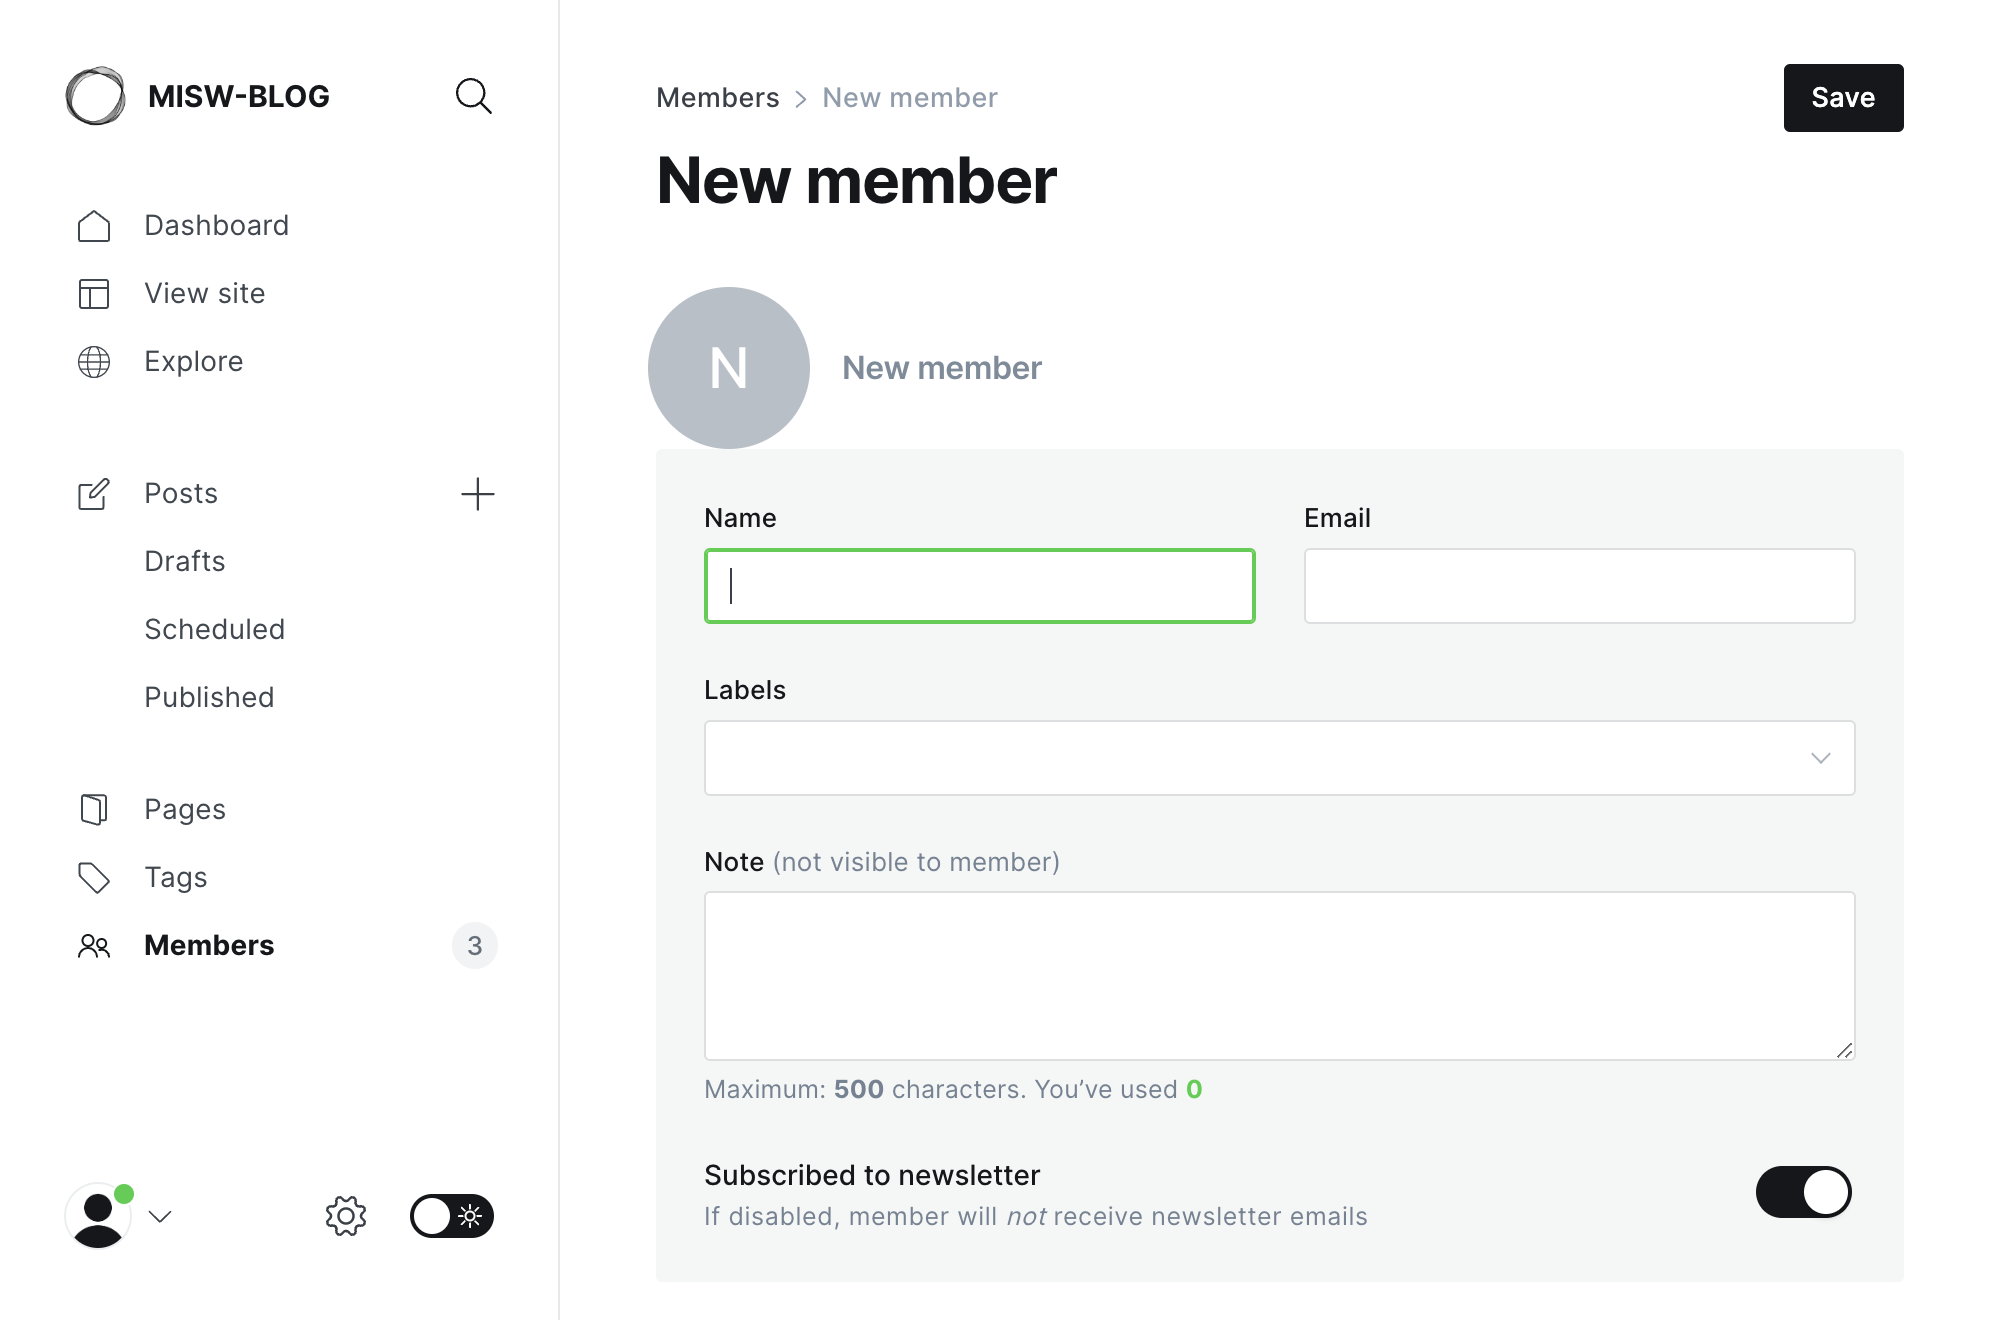 MISW-BLOG
Dashboard
View site
Explore
Posts
Drafts
Scheduled
Published
Pages
Tags
Members 3
Members > New member
Save
New member
N
New member
Name
Email
Labels
Note (not visible to member)
Maximum: 500 characters. You’ve used 0
Subscribed to newsletter
If disabled, member will not receive newsletter emails